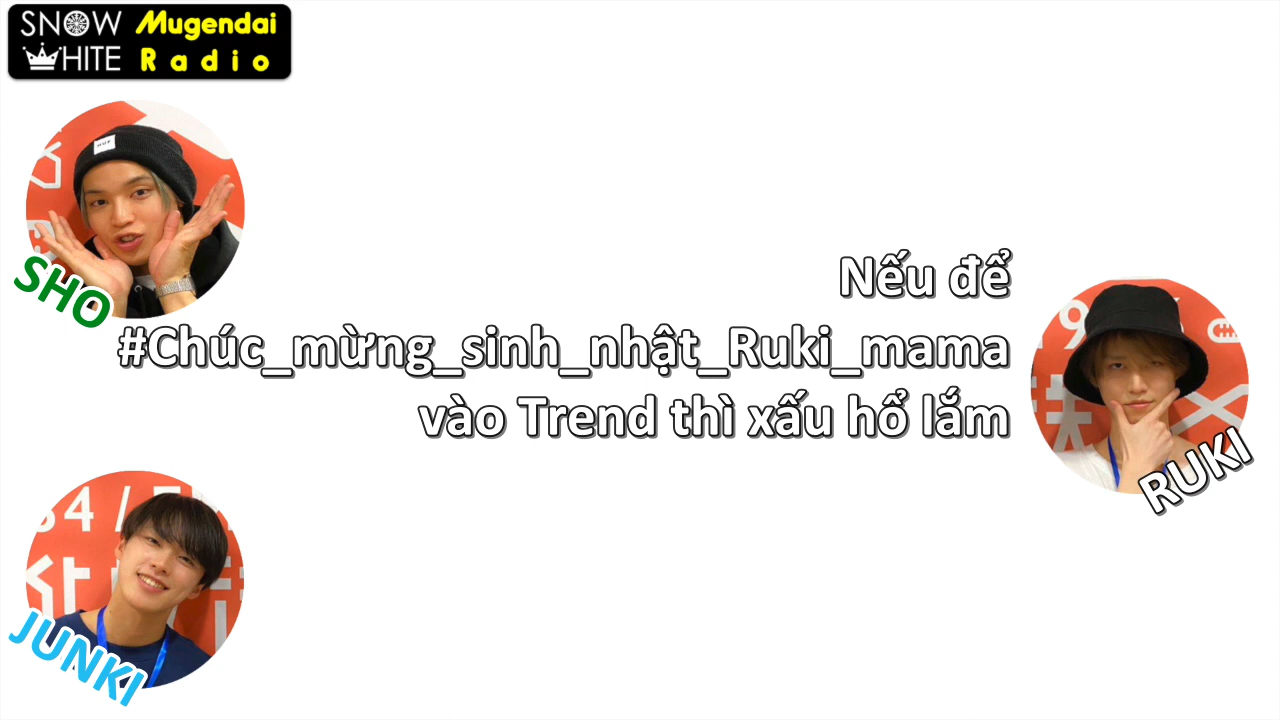 SNOW WHITE
Mugendai
Radio
SHO
Nếu để
#Chúc_mừng_sinh_nhật_Ruki_mama
vào Trend thì xấu hổ lắm
RUKI
JUNKI